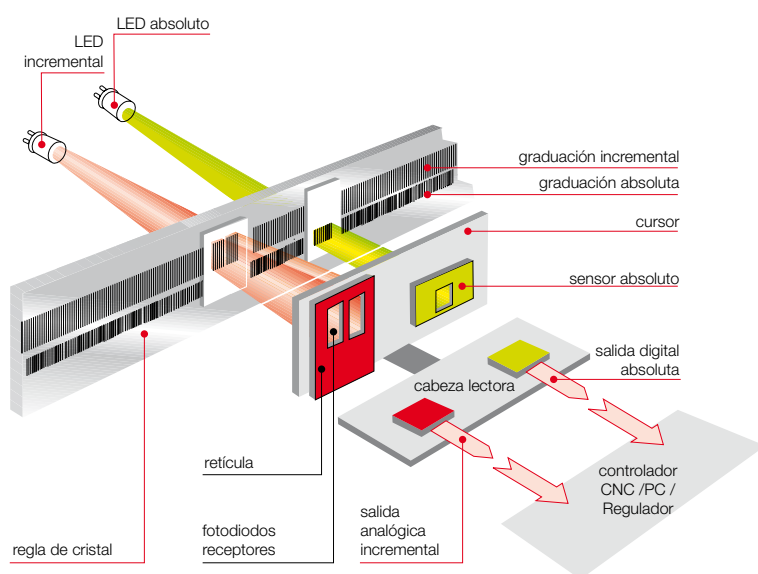 LED absoluto
LED
incremental
graduación incremental
graduación absoluta
cursor
sensor absoluto
salida digital
absoluta
cabeza lectora
controlador
CNC /PC /
Regulador
retícula
fotodiodos
receptores
salida
analógica
incremental
regla de cristal